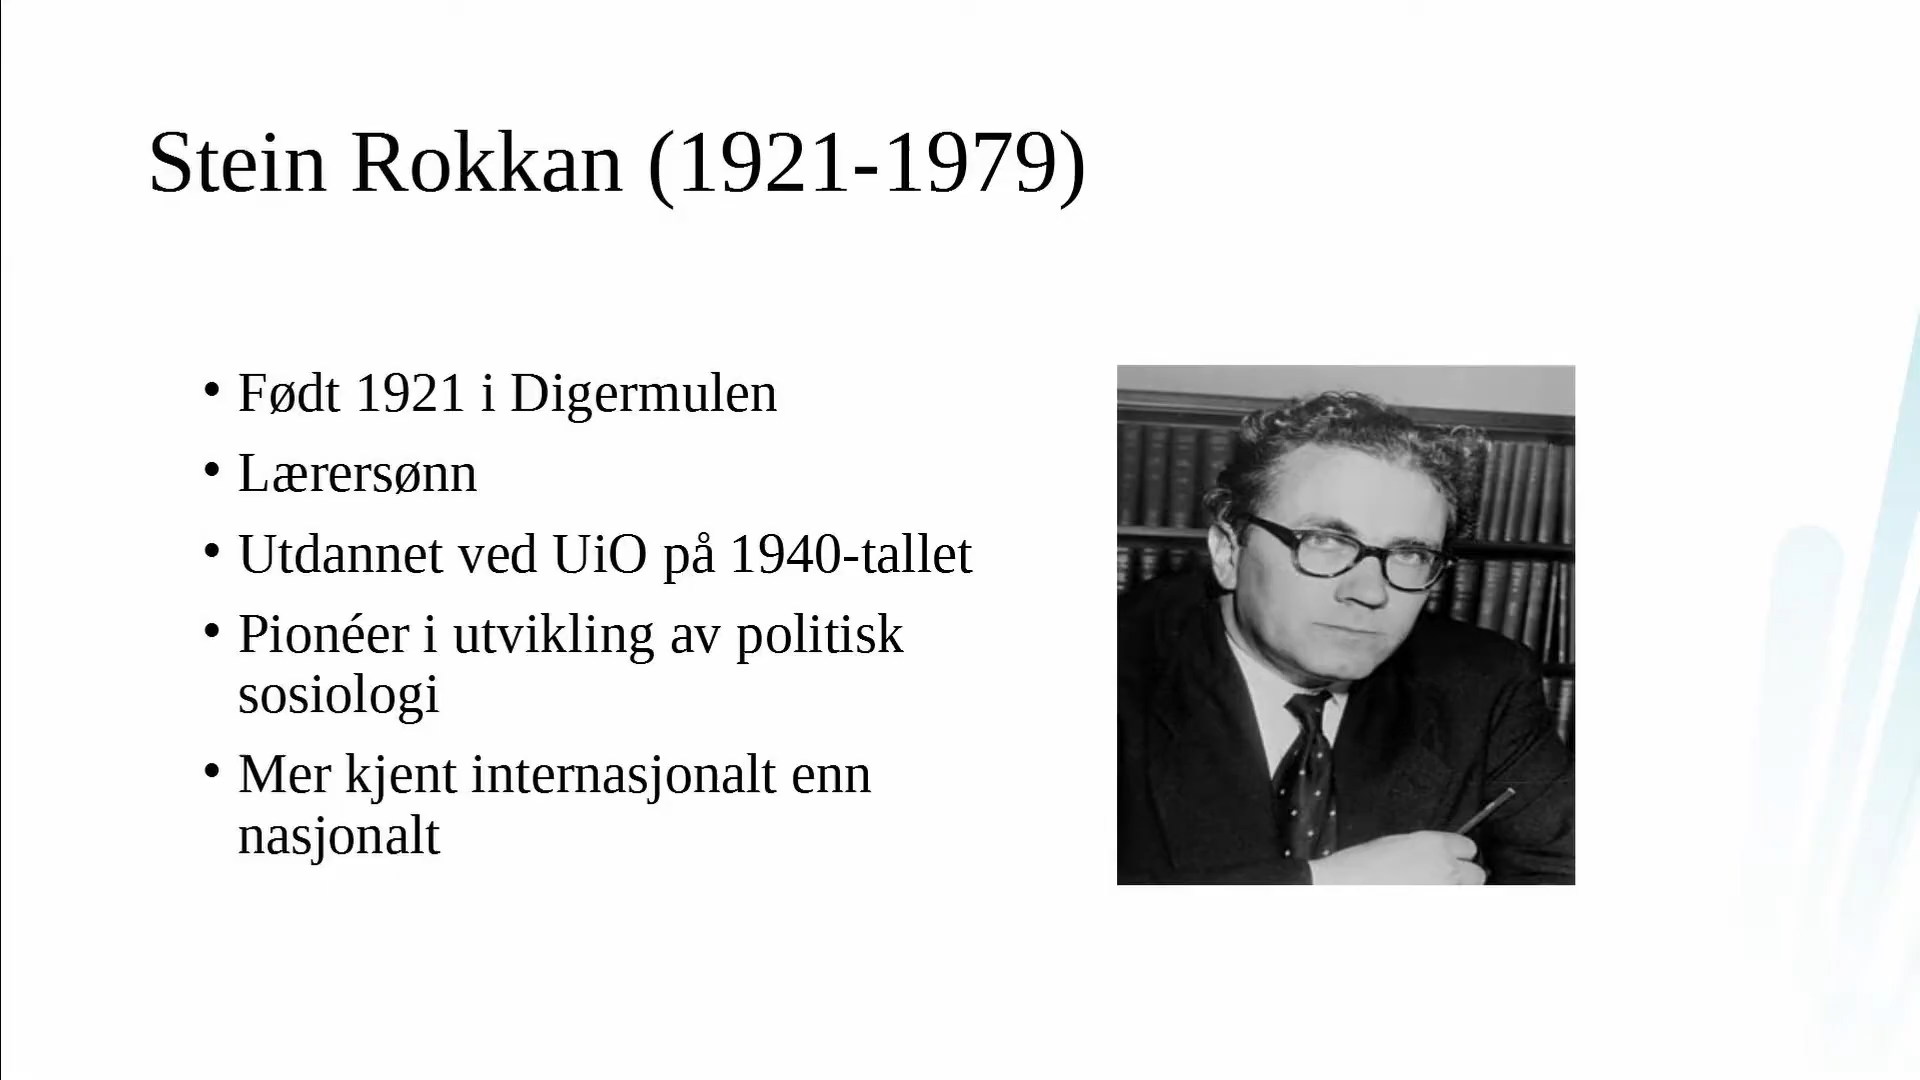 Stein Rokkan (1921-1979)
• Født 1921 i Digermulen
• Lærersønn
• Utdannet ved UiO på 1940-tallet
• Pionéer i utvikling av politisk
sosiologi
• Mer kjent internasjonalt enn
nasjonalt